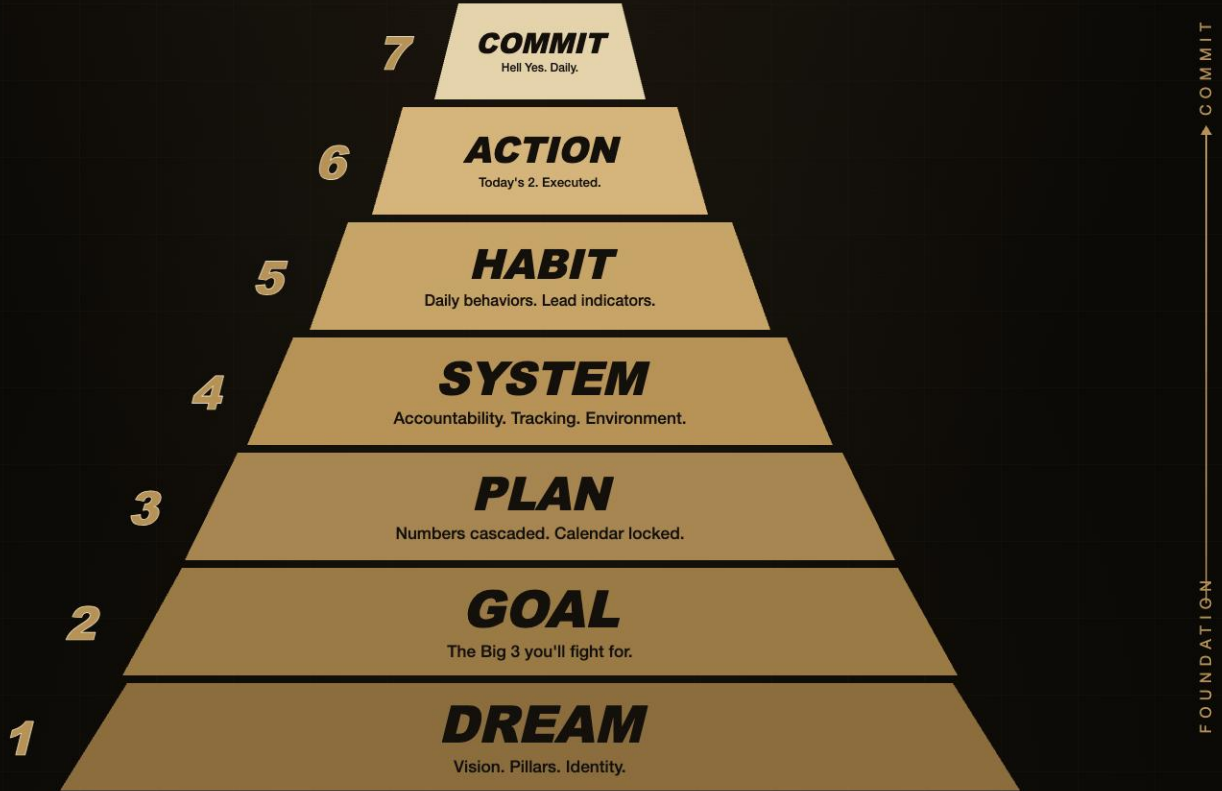 7
COMMIT
Hell Yes. Daily.
6
ACTION
Today's 2. Executed.
5
HABIT
Daily behaviors. Lead indicators.
4
SYSTEM
Accountability. Tracking. Environment.
3
PLAN
Numbers cascaded. Calendar locked.
2
GOAL
The Big 3 you'll fight for.
1
DREAM
Vision. Pillars. Identity.
COMMIT
FOUNDATION